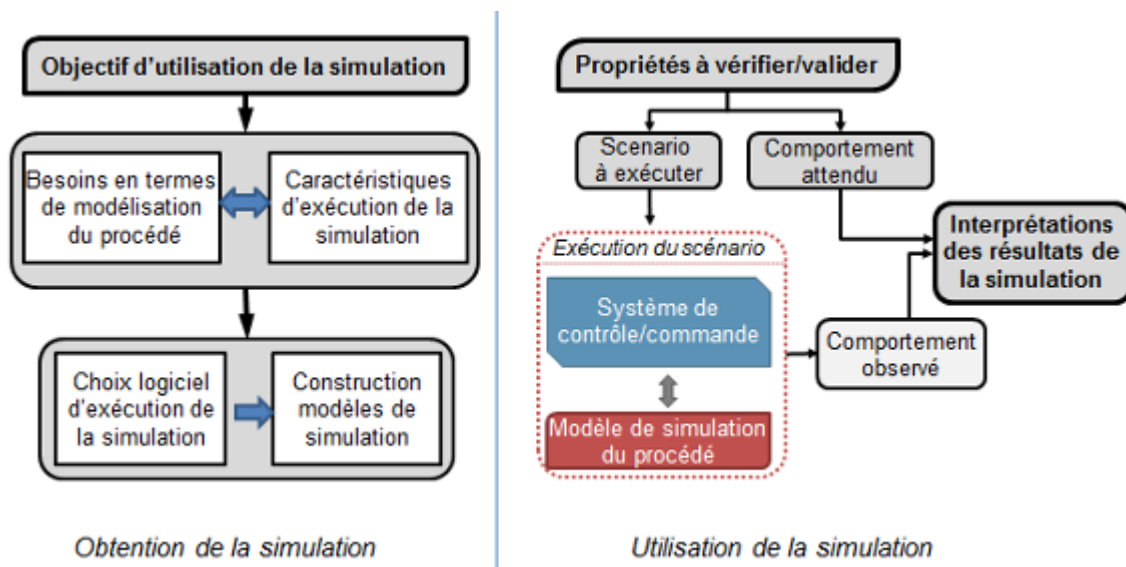 Objectif d'utilisation de la simulation
Besoins en termes
de modélisation
du procédé
Caractéristiques
d'exécution de la
simulation
Choix logiciel
d'exécution de
la simulation
Construction
modèles de
simulation
Obtention de la simulation
Propriétés à vérifier/valider
Scenario
à exécuter
Comportement
attendu
Exécution du scénario
Système de
contrôle/commande
Modèle de simulation
du procédé
Comportement
observé
Interprétations
des résultats de
la simulation
Utilisation de la simulation